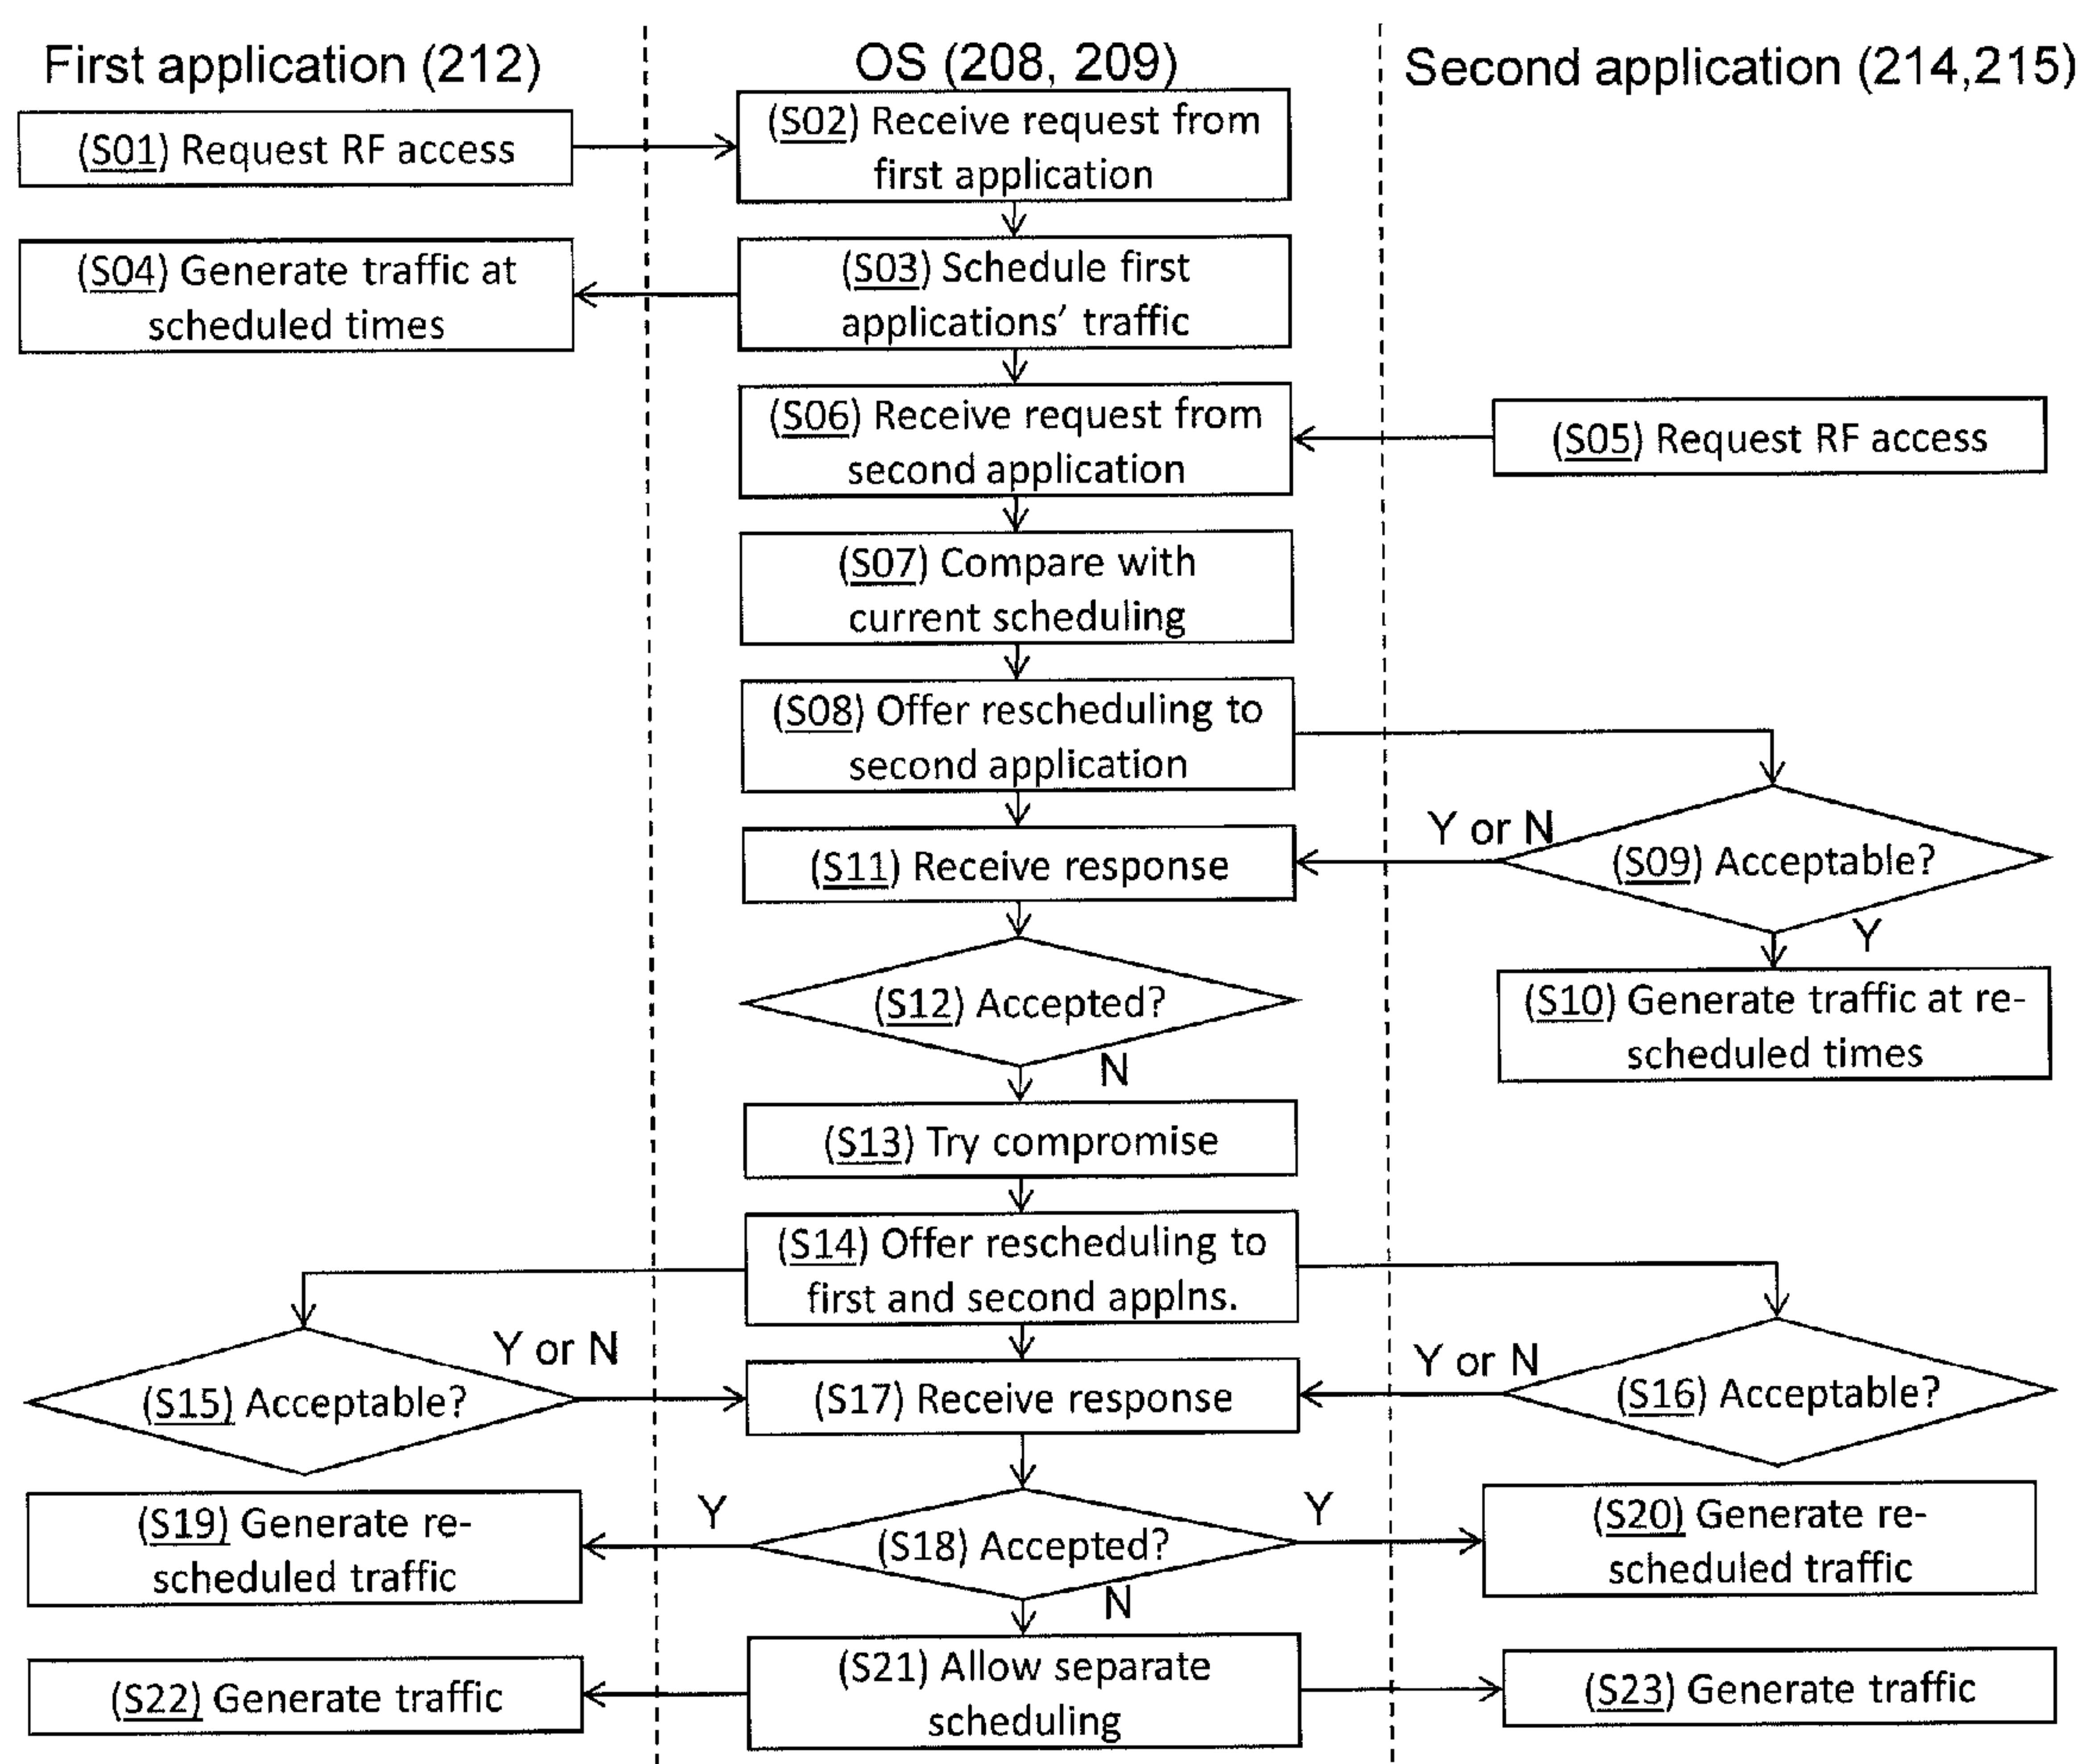 First application (212)
OS (208, 209)
Second application (214,215)
(S01) Request RF access
(S02) Receive request from
first application
(S04) Generate traffic at
scheduled times
(S03) Schedule first
applications' traffic
(S06) Receive request from
second application
(S05) Request RF access
(S07) Compare with
current scheduling
(S08) Offer rescheduling to
second application
(S11) Receive response
Y or N
(S09) Acceptable?
Y
(S12) Accepted?
N
(S10) Generate traffic at re-
scheduled times
(S13) Try compromise
(S14) Offer rescheduling to
first and second applns.
(S15) Acceptable?
Y or N
(S17) Receive response
Y or N
(S16) Acceptable?
(S19) Generate re-
scheduled traffic
Y
(S18) Accepted?
Y
N
(S20) Generate re-
scheduled traffic
(S22) Generate traffic
(S21) Allow separate
scheduling
(S23) Generate traffic